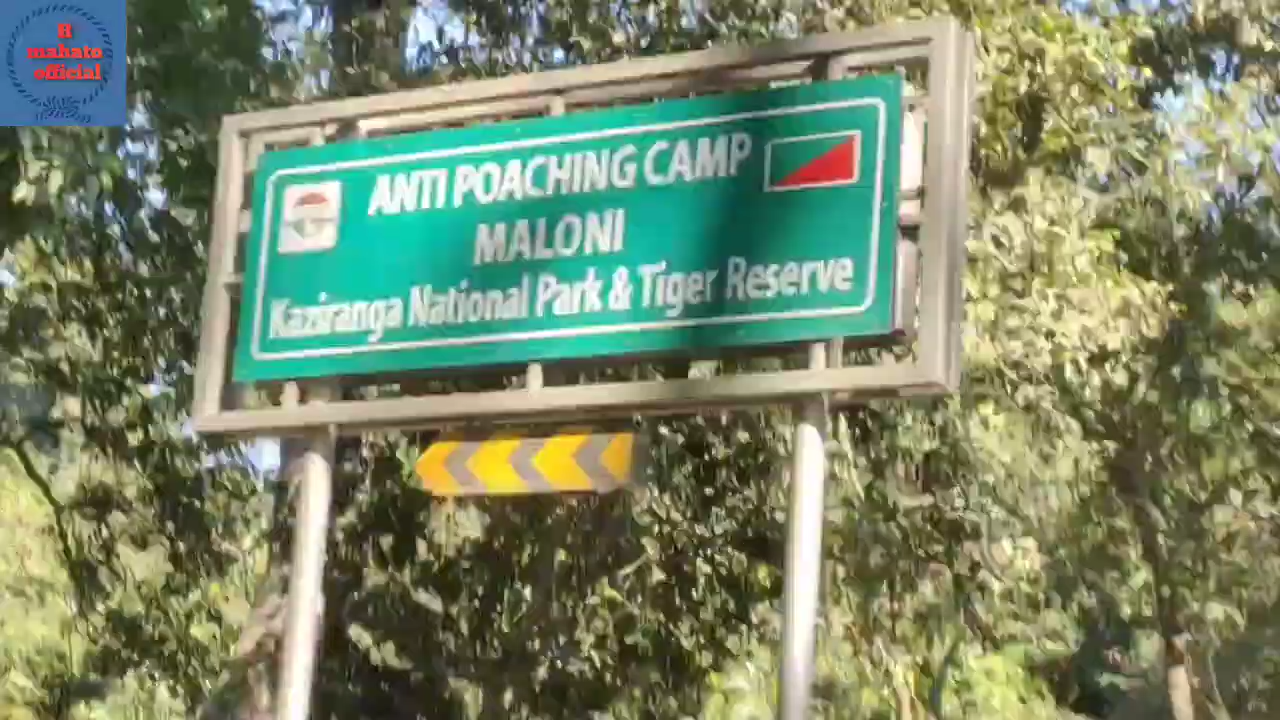 R
mahato
official
ANTI POACHING CAMP
MALONI
Kaziranga National Park & Tiger Reserve